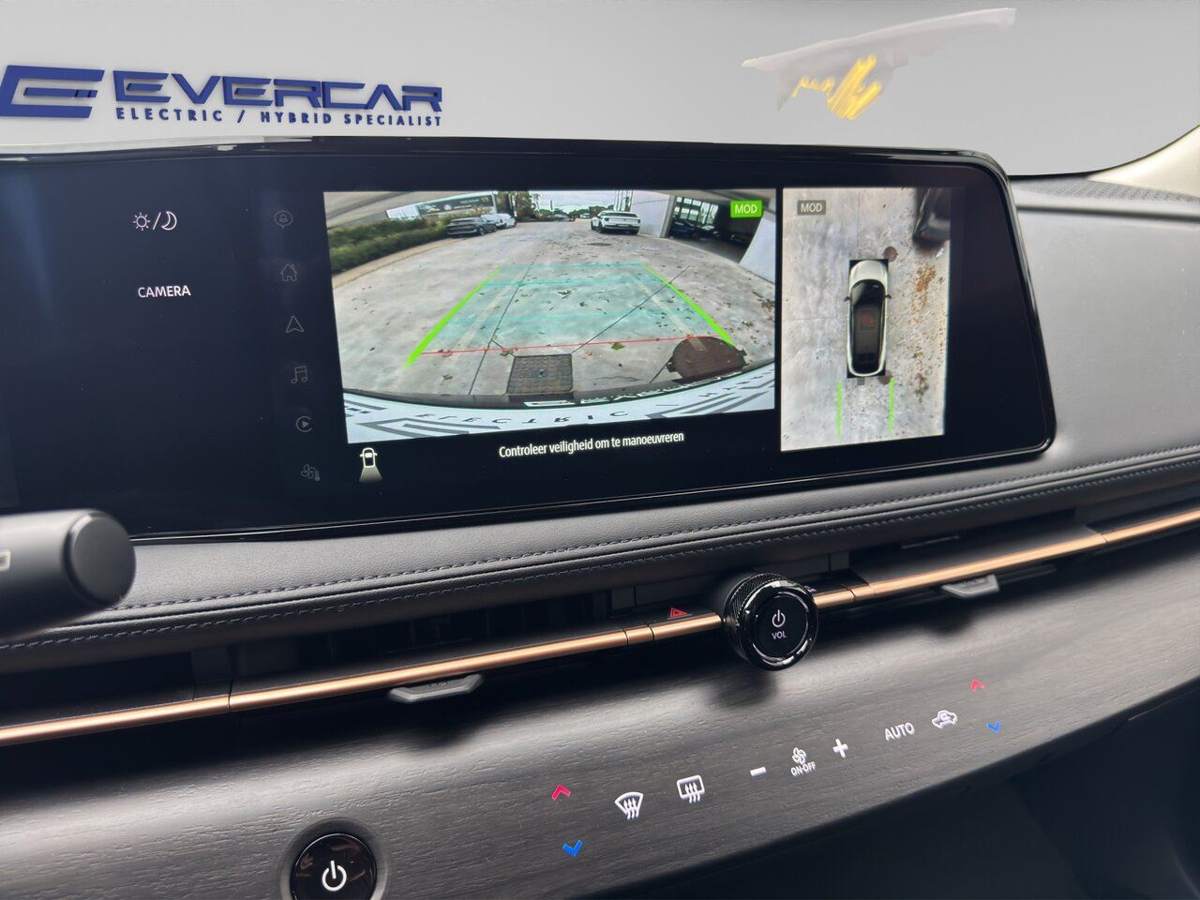 EVERCAR
ELECTRIC / HYBRID SPECIALIST
CAMERA
MOD
MOD
Controleer veiligheid om te manoeuvreren
VOL
ON·OFF
AUTO